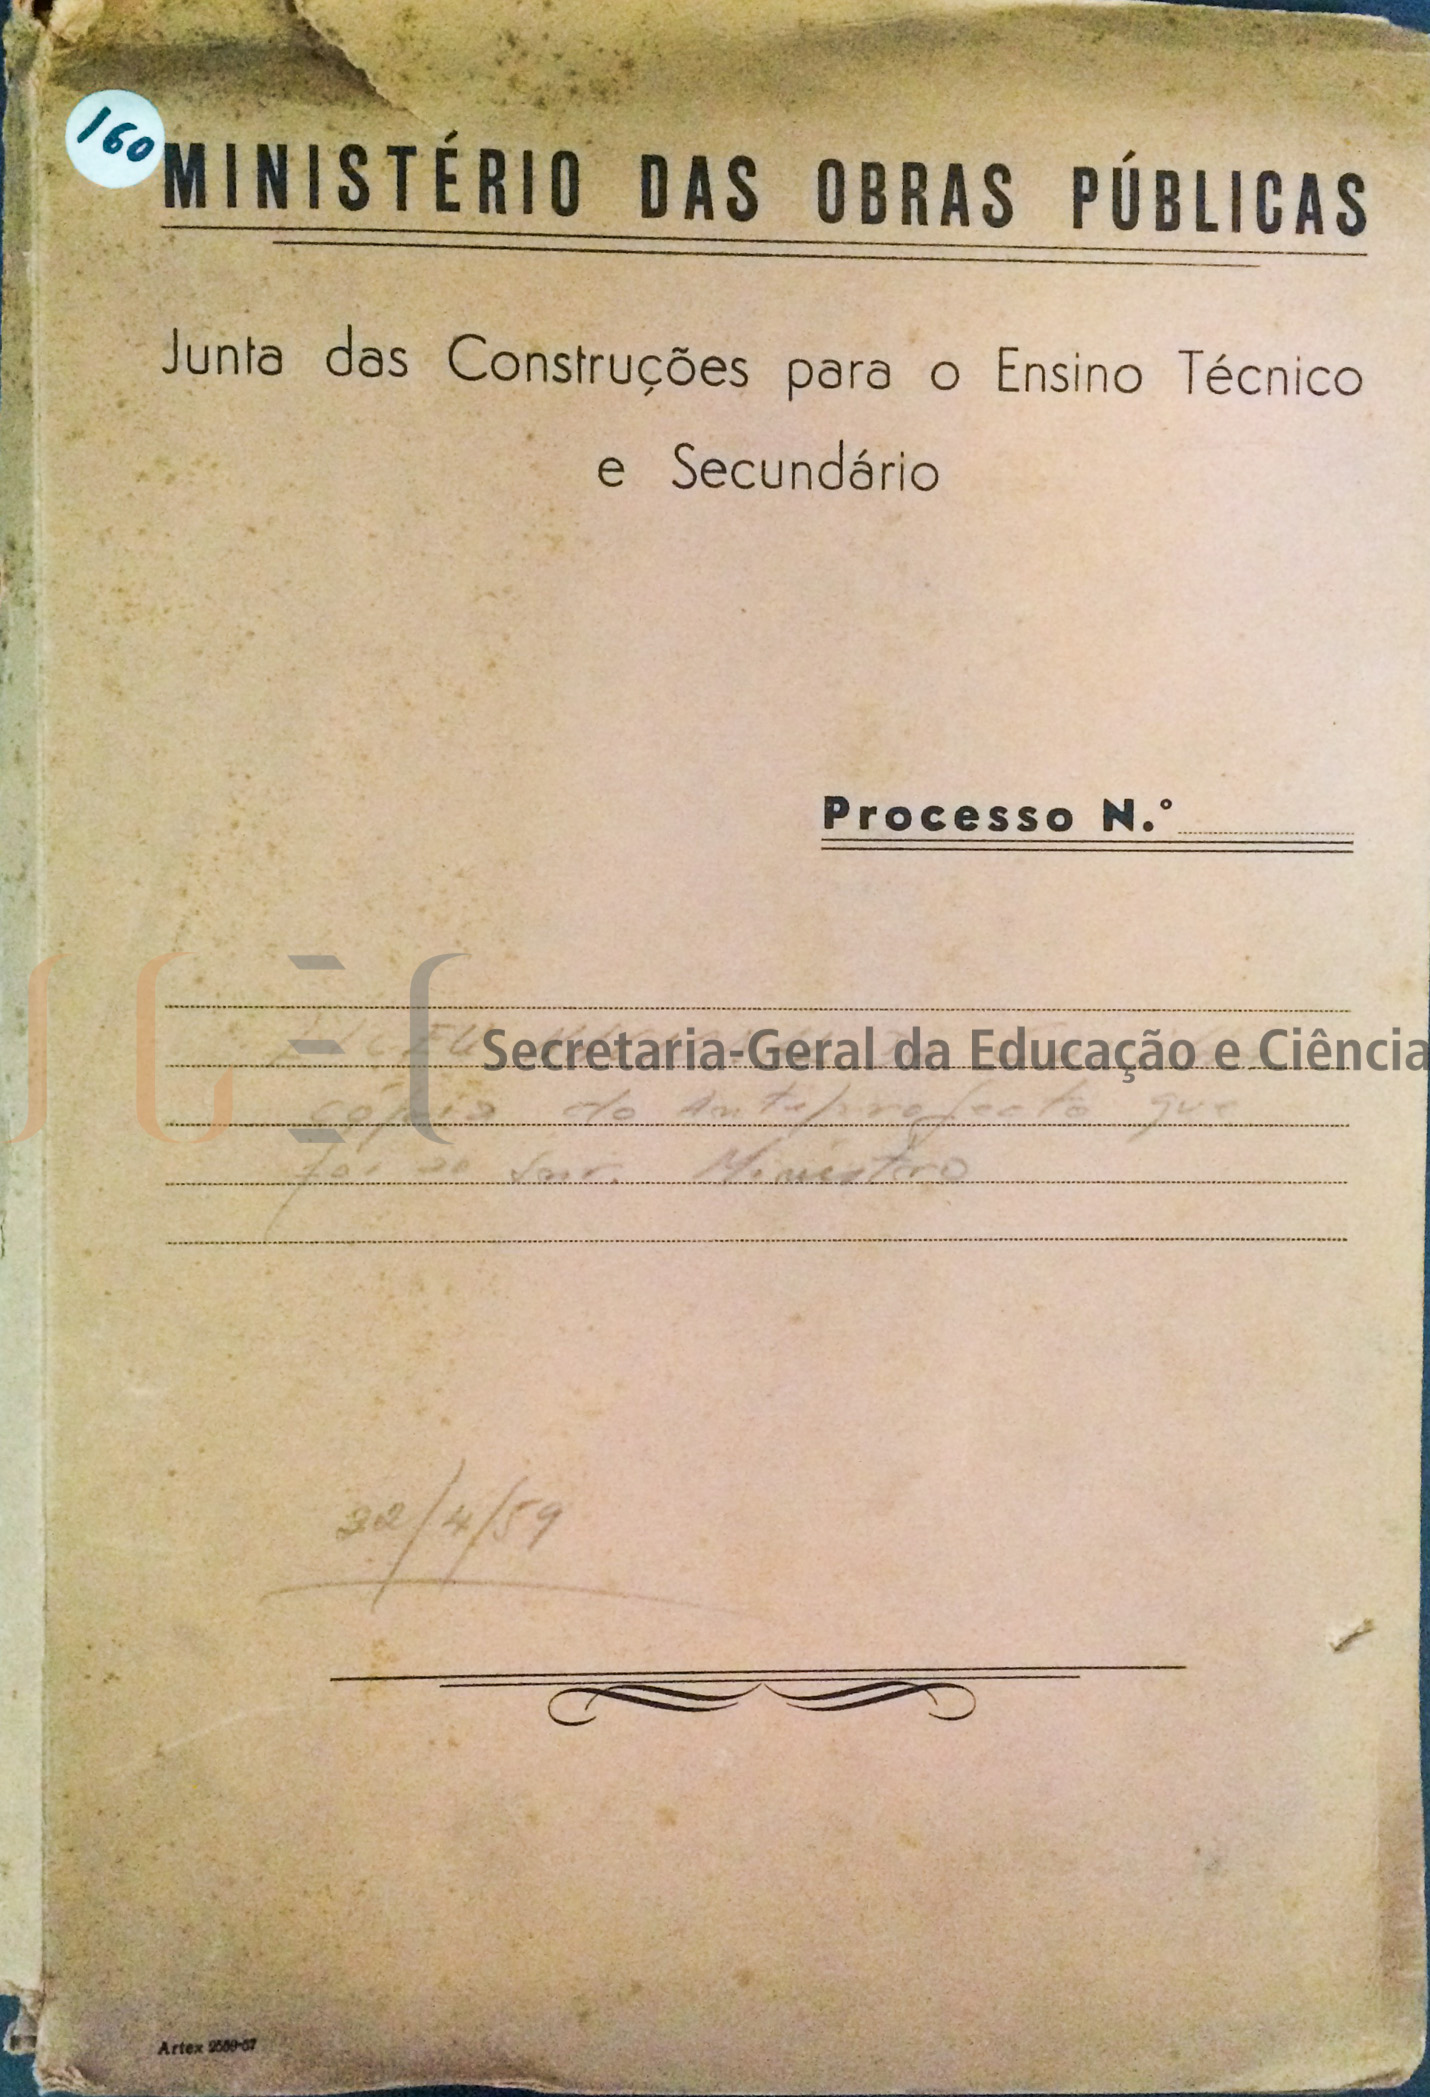 160
MINISTÉRIO DAS OBRAS PÚBLICAS
Junta das Construções para o Ensino Técnico
e Secundário
Processo N.º
LICEU
Secretaria-Geral da Educação e Ciência
cópia do Anteprojecto que
foi ao Snr. Ministro
22/4/59
Artex